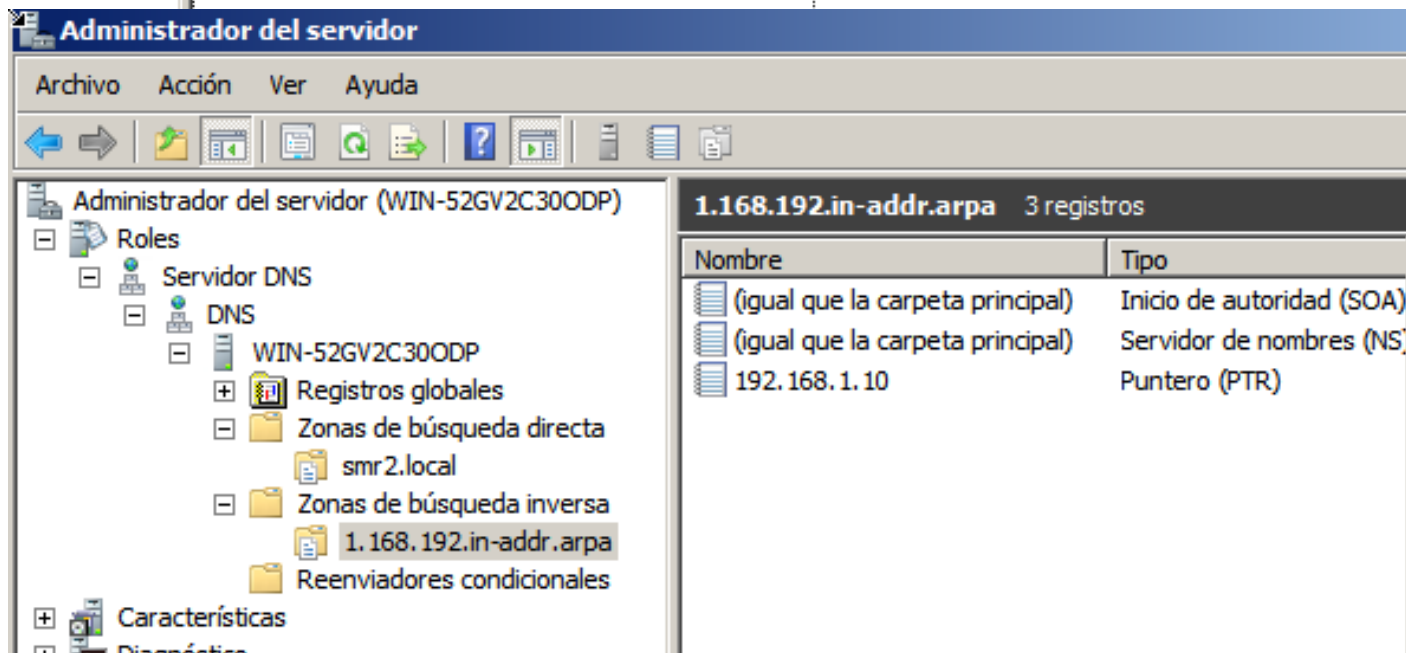 Administrador del servidor
Archivo Acción Ver Ayuda
Administrador del servidor (WIN-52GV2C30ODP)
Roles
Servidor DNS
DNS
WIN-52GV2C30ODP
Registros globales
Zonas de búsqueda directa
smr2.local
Zonas de búsqueda inversa
1.168.192.in-addr.arpa
Reenviadores condicionales
Características
Diagnóstico
1.168.192.in-addr.arpa 3 registros
Nombre Tipo
(igual que la carpeta principal) Inicio de autoridad (SOA)
(igual que la carpeta principal) Servidor de nombres (NS)
192.168.1.10 Puntero (PTR)